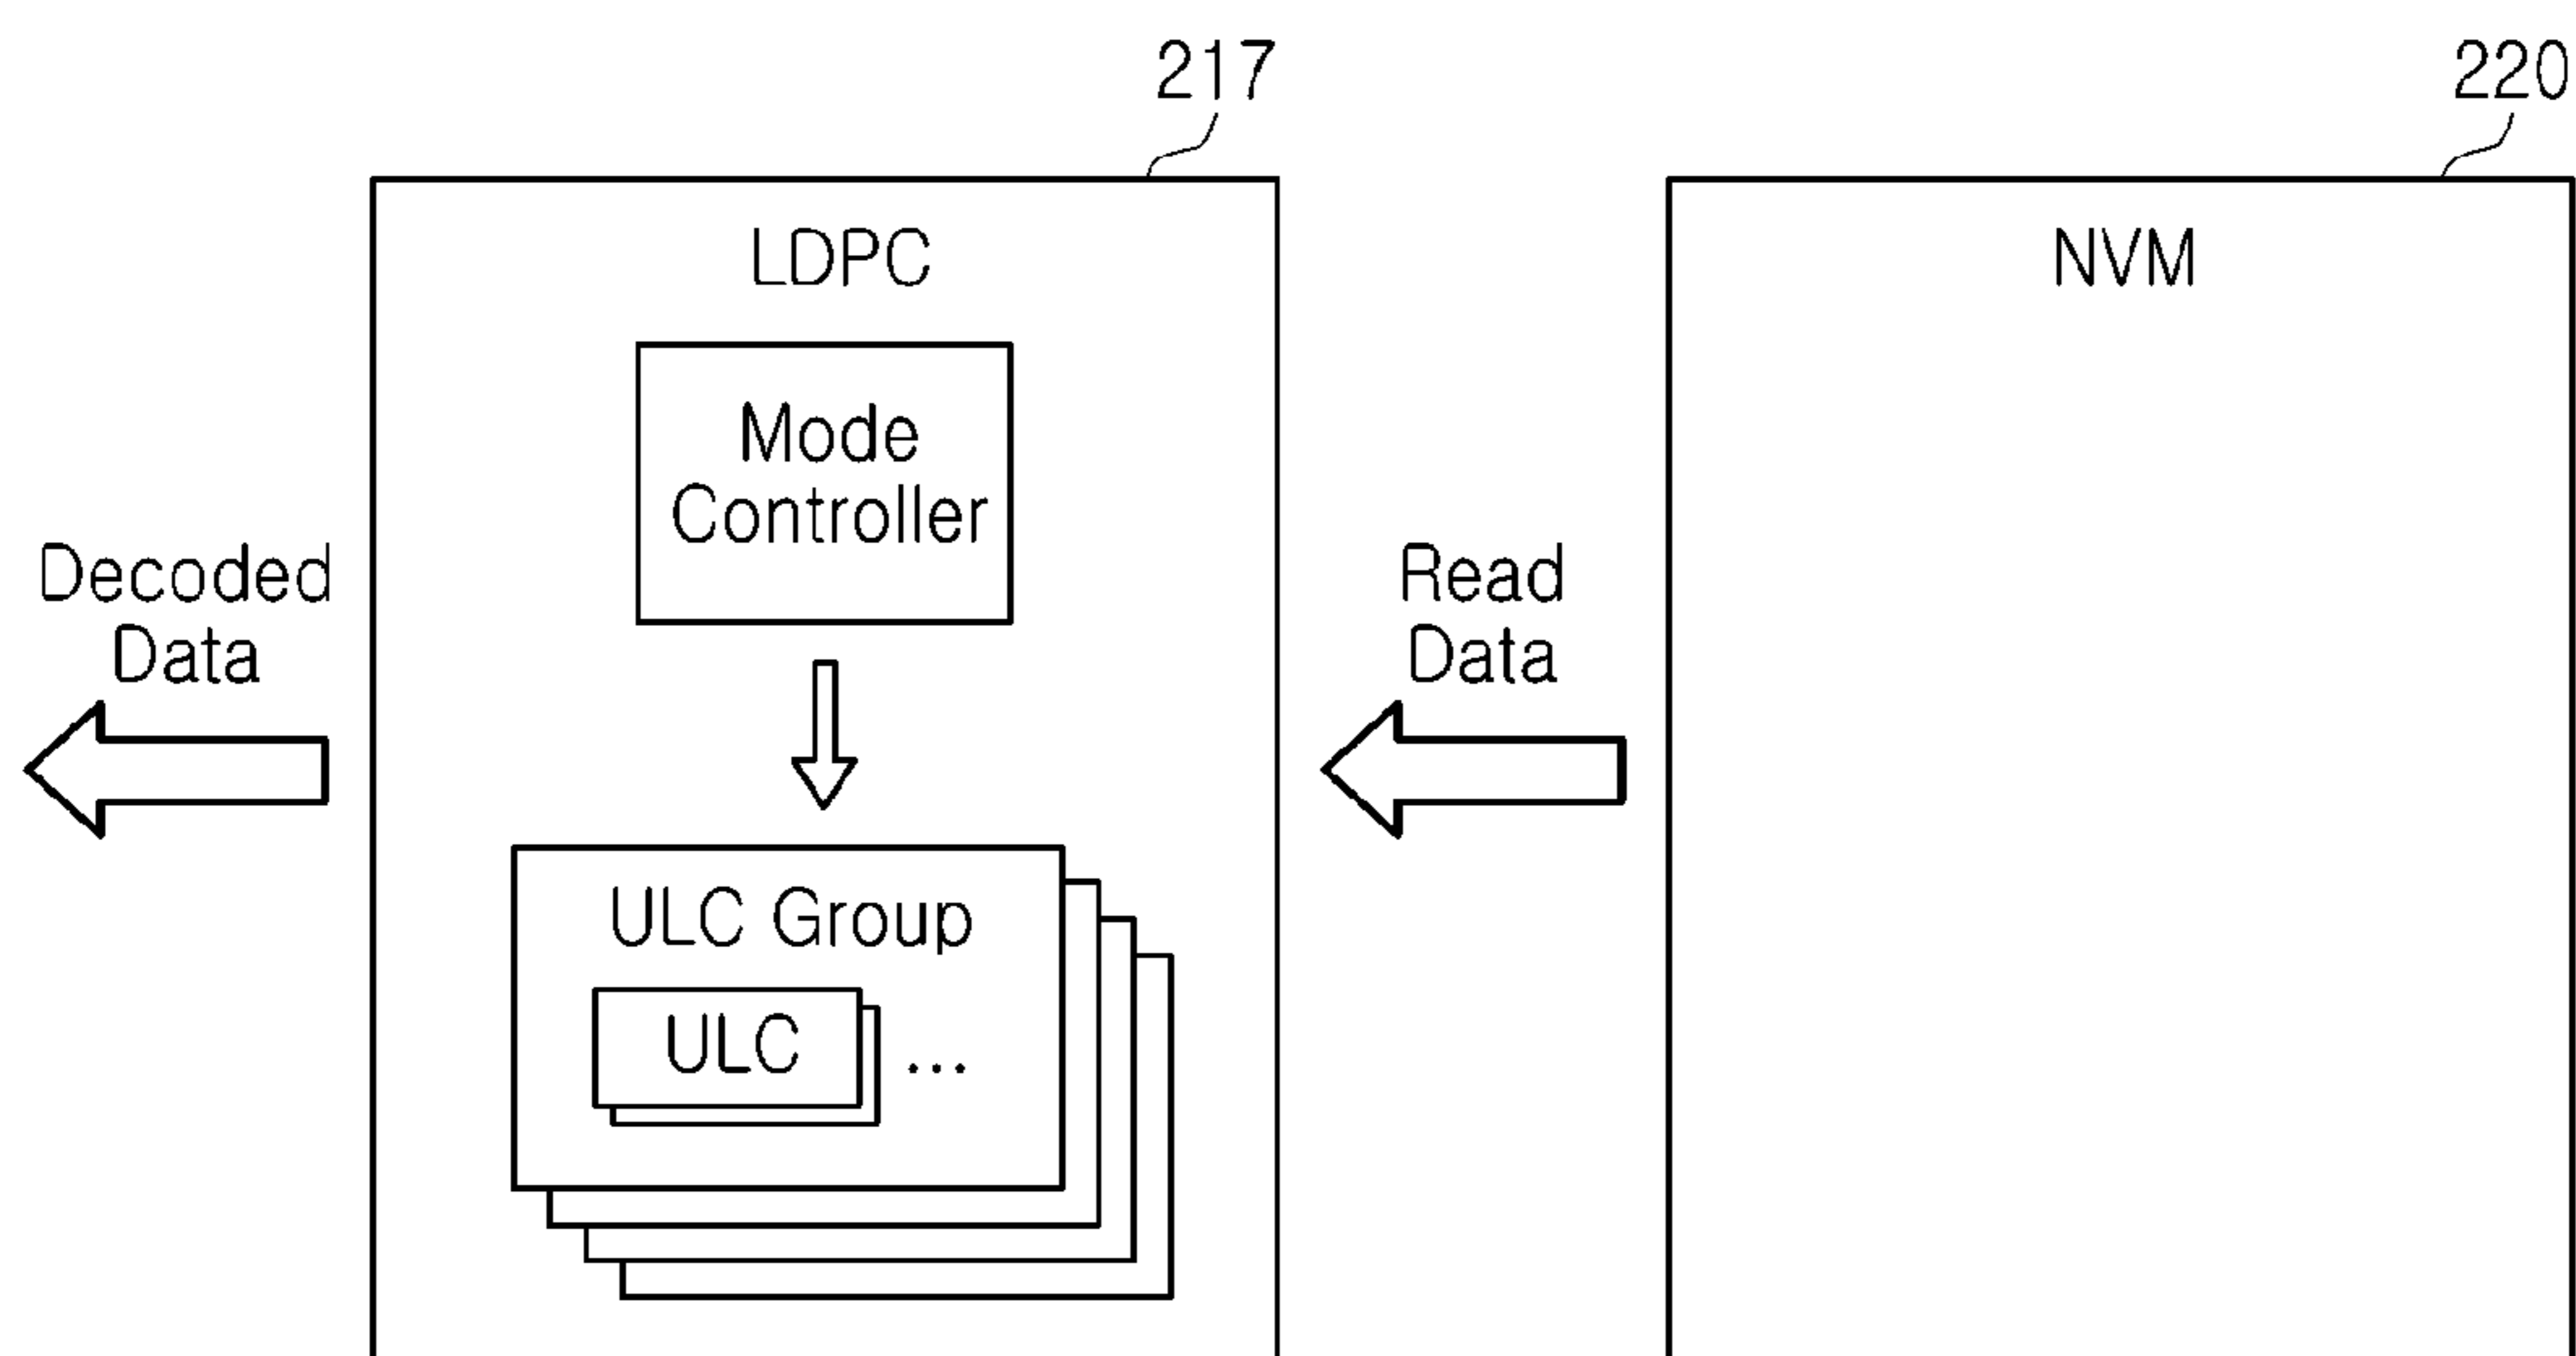 217
220
LDPC
NVM
Mode
Controller
Decoded
Data
Read
Data
ULC Group
ULC ...